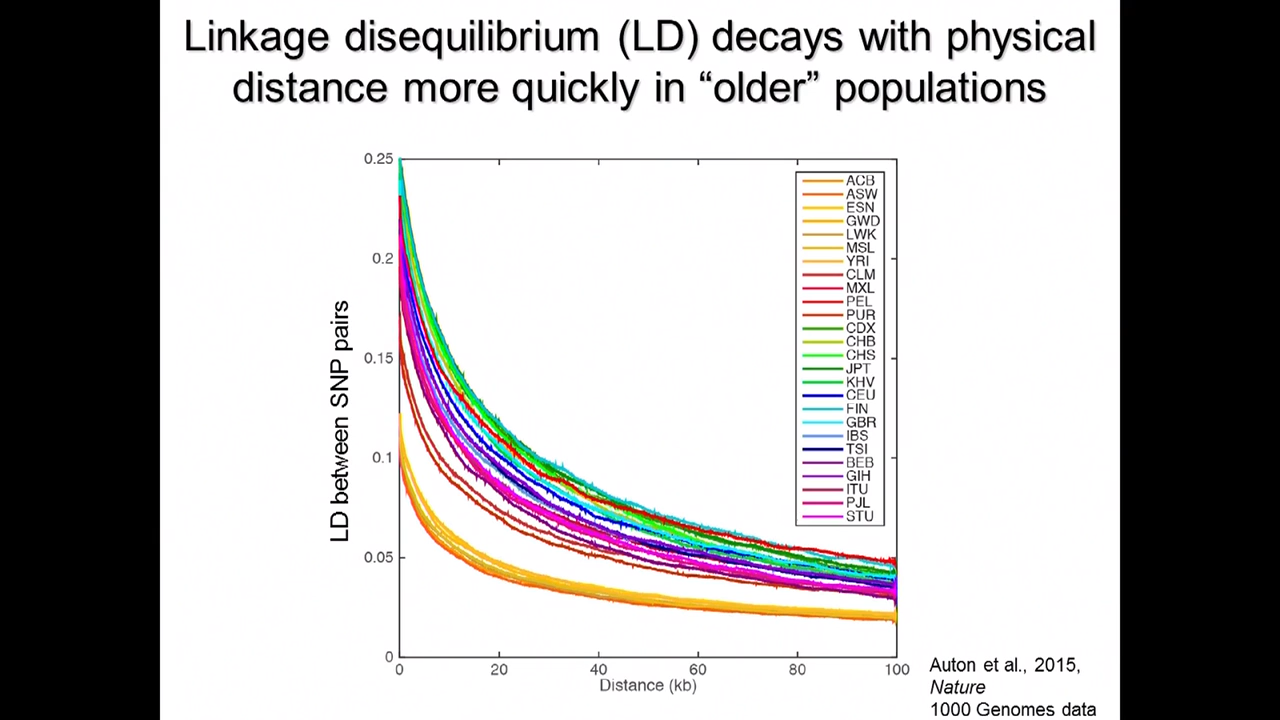 Linkage disequilibrium (LD) decays with physical
distance more quickly in “older” populations
LD between SNP pairs
0.25
0.2
0.15
0.1
0.05
0
0 20 40 60 80 100
Distance (kb)
ACB
ASW
ESN
GWD
LWK
MSL
YRI
CLM
MXL
PEL
PUR
CDX
CHB
CHS
JPT
KHV
CEU
FIN
GBR
IBS
TSI
BEB
GIH
ITU
PJL
STU
Auton et al., 2015,
Nature
1000 Genomes data